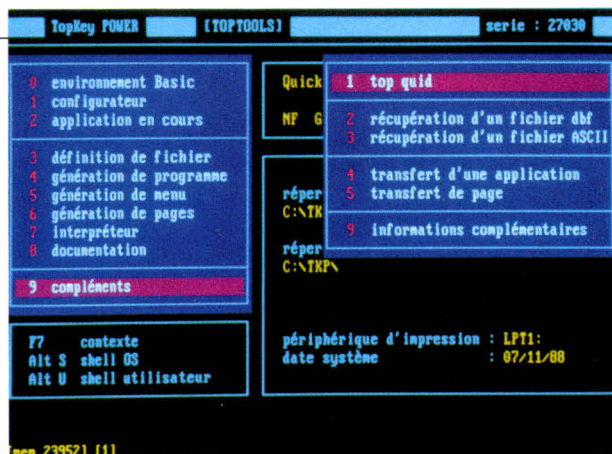 TopKey POWER [TOPTOOLS] serie : 27030
0 environnement Basic
1 configurateur
2 application en cours
3 définition de fichier
4 génération de programme
5 génération de menu
6 génération de pages
7 interpréteur
8 documentation
9 compléments
F7 contexte
Alt S shell OS
Alt U shell utilisateur
Quick
NF G
réper
C:\TK
réper
C:\TKP\
périphérique d'impression : LPT1:
date système : 07/11/88
1 top quid
2 récupération d'un fichier dbf
3 récupération d'un fichier ASCII
4 transfert d'une application
5 transfert de page
9 informations complémentaires
[mem 23952] [1]